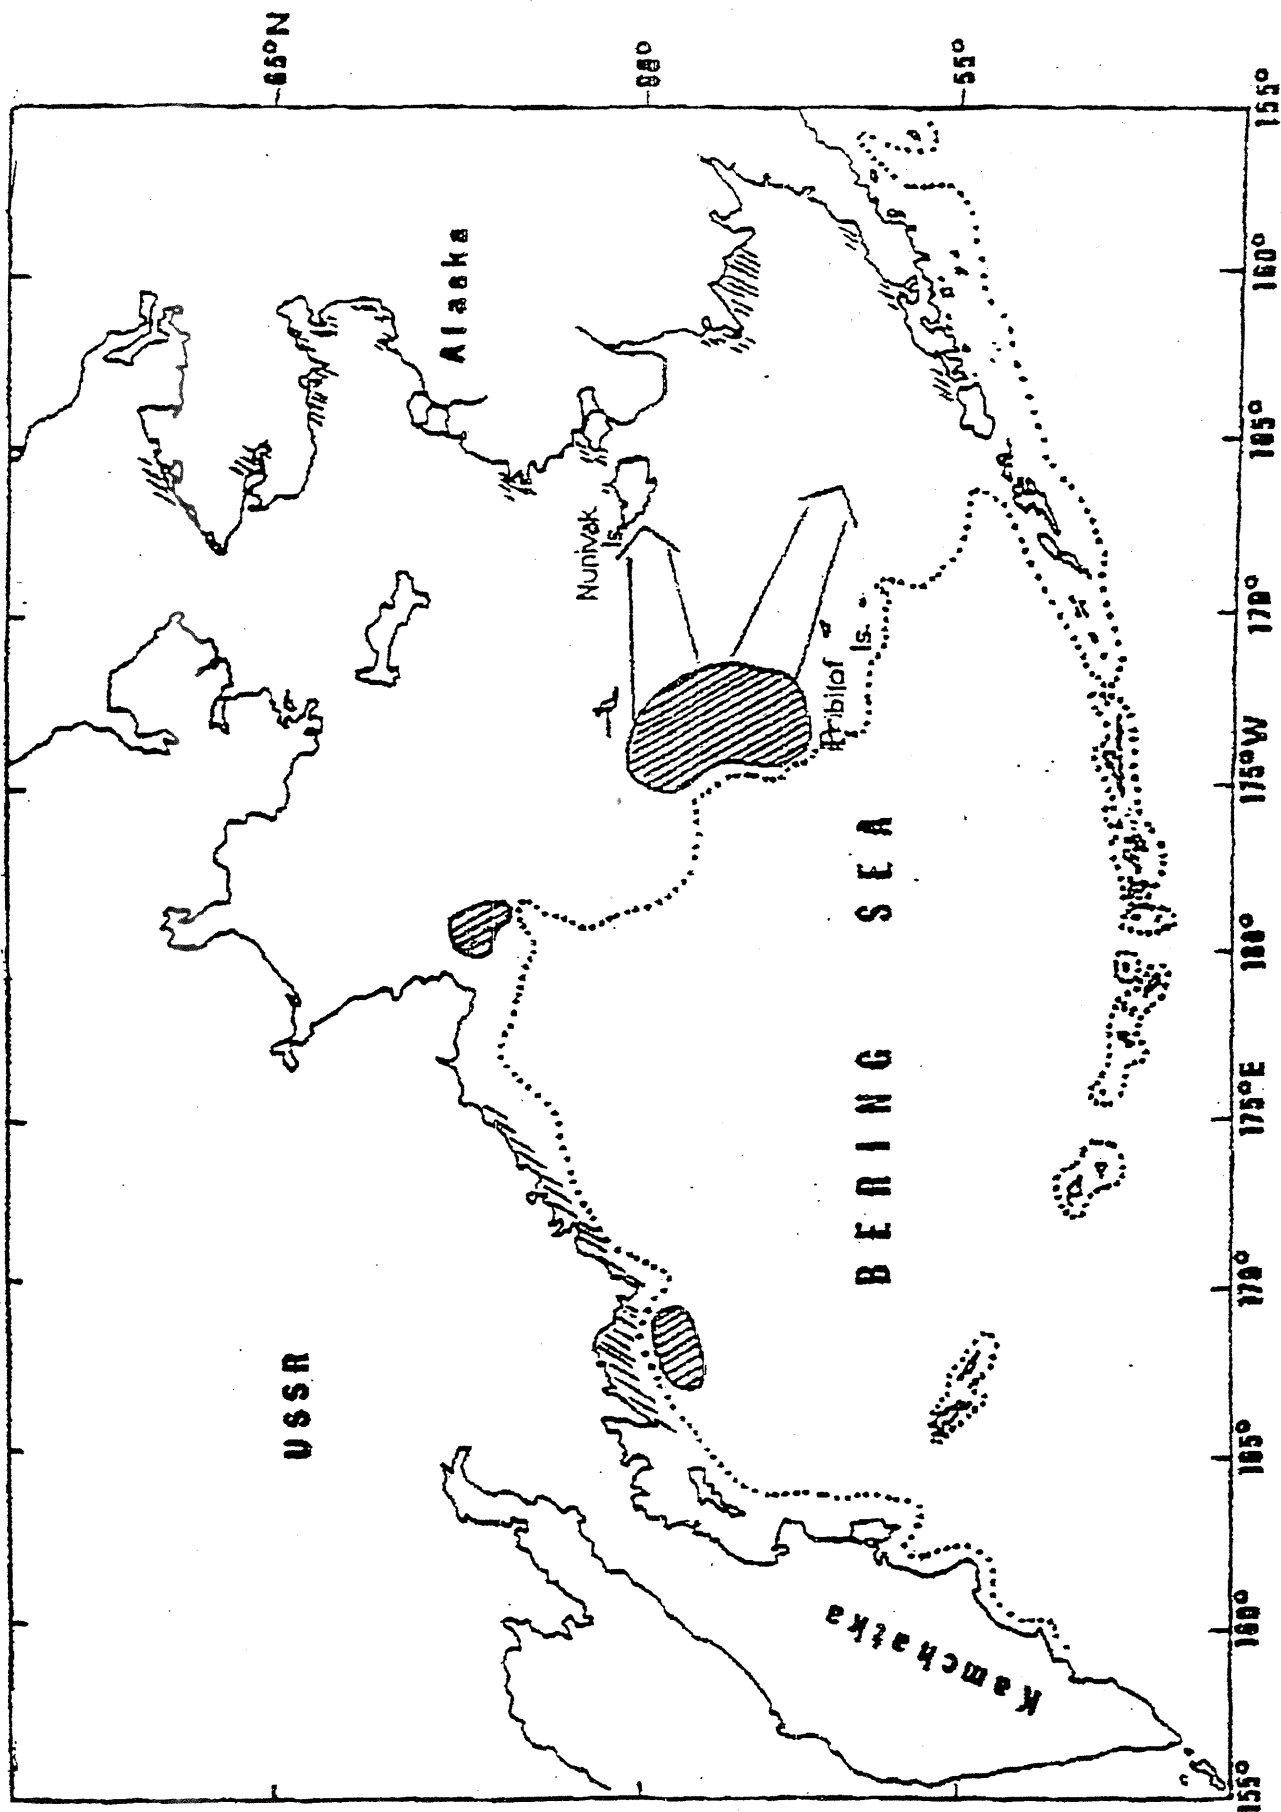 65°N
60°
55°
USSR
Alaska
Nunivak
Is.
Pribilof
Is.
BERING SEA
Kamchatka
155°
160°
165°
170°
175°E
180°
175°W
170°
165°
160°
155°